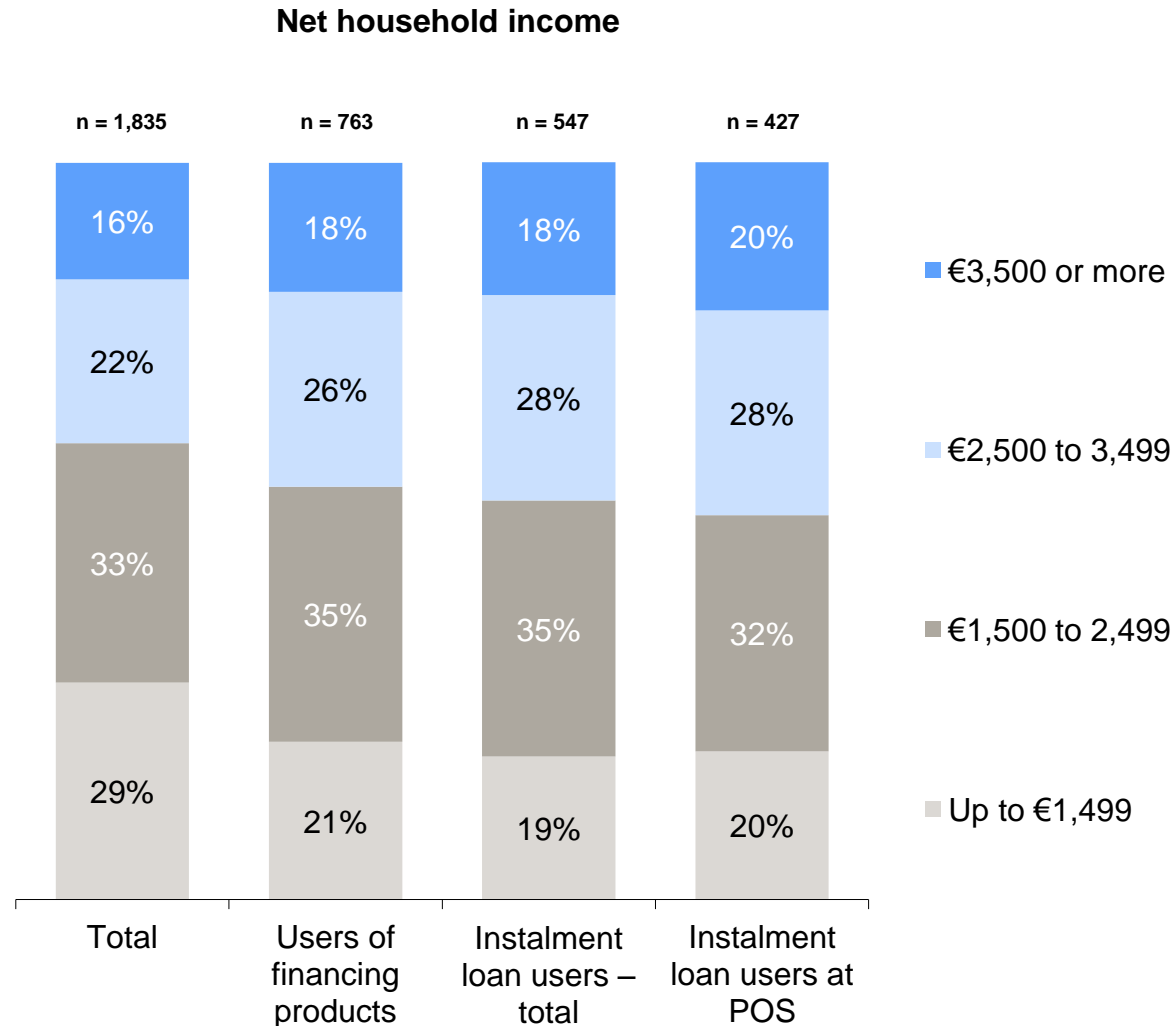 Net household income
n = 1,835
n = 763
n = 547
n = 427
16%
18%
18%
20%
€3,500 or more
22%
26%
28%
28%
€2,500 to 3,499
33%
35%
35%
32%
€1,500 to 2,499
29%
21%
19%
20%
Up to €1,499
Total
Users of
financing
products
Instalment
loan users –
total
Instalment
loan users at
POS